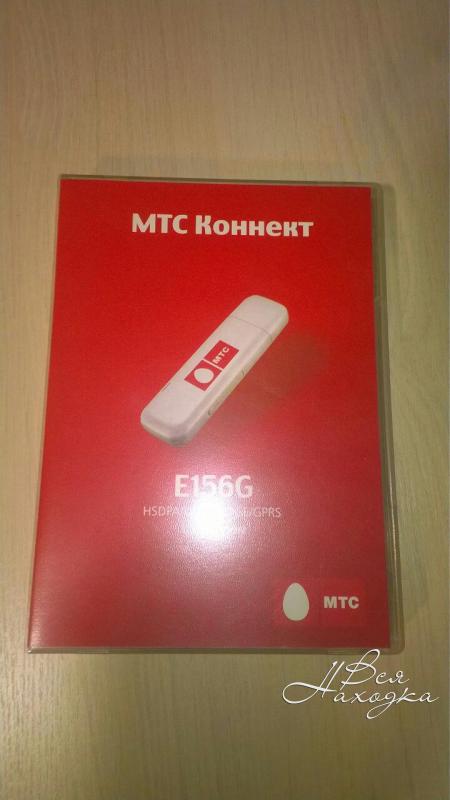 МТС Коннект
МТС
E156G
HSDPA/ /GPRS
МТС
Вся
Находка